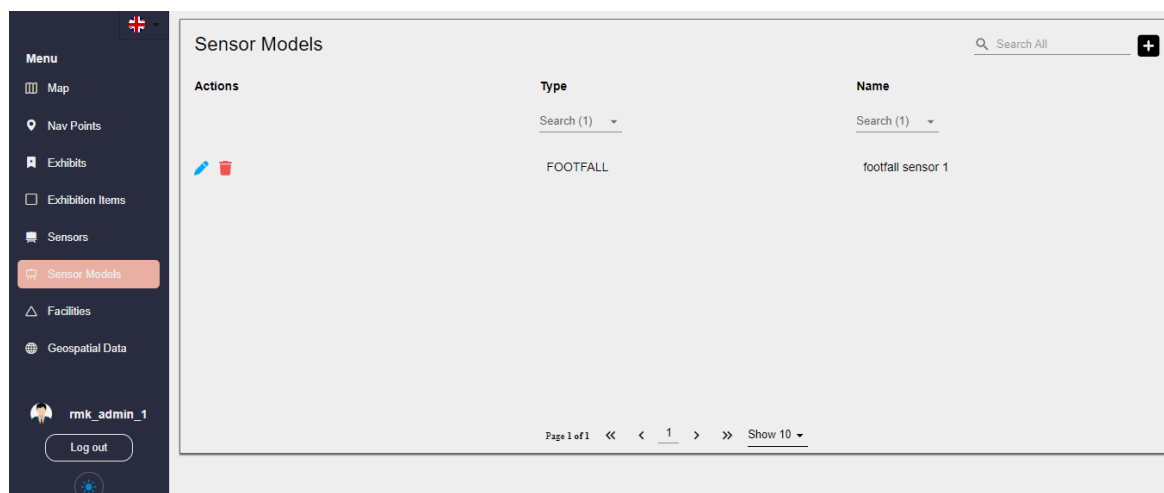 Menu
Map
Nav Points
Exhibits
Exhibition Items
Sensors
Sensor Models
Facilities
Geospatial Data
rmk_admin_1
Log out
Sensor Models
Search All
Actions Type Name
Search (1) Search (1)
FOOTFALL footfall sensor 1
Page 1 of 1 1 Show 10